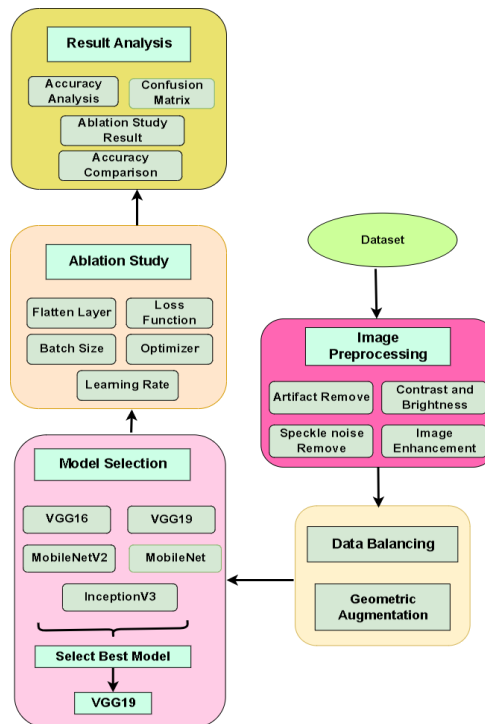 Result Analysis
Accuracy
Analysis
Confusion
Matrix
Ablation Study
Result
Accuracy
Comparison
Ablation Study
Flatten Layer
Loss
Function
Batch Size
Optimizer
Learning Rate
Dataset
Image
Preprocessing
Artifact Remove
Contrast and
Brightness
Speckle noise
Remove
Image
Enhancement
Model Selection
VGG16
VGG19
MobileNetV2
MobileNet
InceptionV3
Select Best Model
VGG19
Data Balancing
Geometric
Augmentation